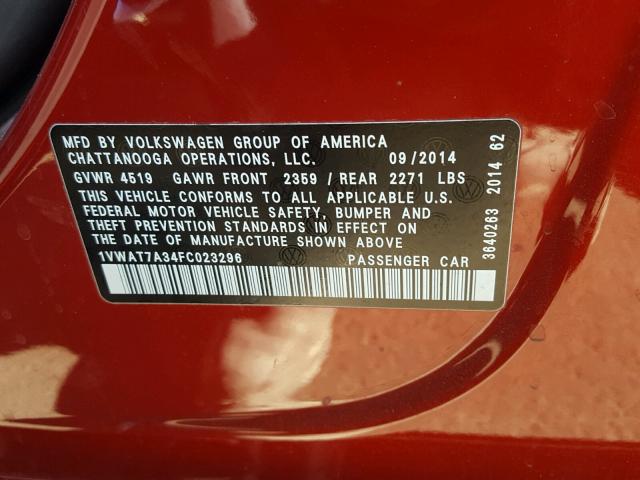 MFD BY VOLKSWAGEN GROUP OF AMERICA
CHATTANOOGA OPERATIONS, LLC. 09/2014
GVWR 4519 GAWR FRONT 2359 / REAR 2271 LBS
THIS VEHICLE CONFORMS TO ALL APPLICABLE U.S.
FEDERAL MOTOR VEHICLE SAFETY, BUMPER AND
THEFT PREVENTION STANDARDS IN EFFECT ON
THE DATE OF MANUFACTURE SHOWN ABOVE
1VWAT7A34FC023296 PASSENGER CAR
3640263 2014 62